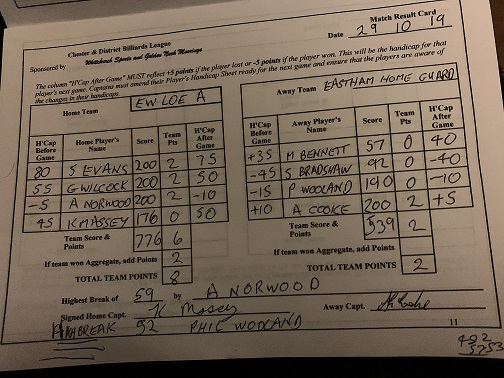 Match Result Card
Chester & District Billiards League
Date 29 10 19
Sponsored by Whitchurch Sports and Golden Nook Moorings
The column "H'Cap After Game" MUST reflect +5 points if the player lost or -5 points if the player won. This will be the handicap for that
player's next game. Captains must amend their Player's Handicap Sheet ready for the next game and ensure that the players are aware of
the changes in their handicaps.
Home Team EWLOE A
Away Team EASTHAM HOME GUARD
H'Cap Before Game Home Player's Name Score Team Pts H'Cap After Game
80 S EVANS 200 2 75
55 G WILCOCK 200 2 50
-5 A NORWOOD 200 2 -10
45 K MASSEY 176 0 50
Team Score & Points 776 6
If team won Aggregate, add Points 2
TOTAL TEAM POINTS 8
H'Cap Before Game Away Player's Name Score Team Pts H'Cap After Game
+35 M BENNETT 57 0 40
-45 S BRADSHAW 92 0 -40
-15 P WOOLAND 190 0 -10
+10 A COOKE 200 2 +5
Team Score & Points 539 2
If team won Aggregate, add Points
TOTAL TEAM POINTS 2
Highest Break of 59 by A NORWOOD
Signed Home Capt. K Massey Away Capt.
HIGHBREAK 52 PHIL WOOLAND
11